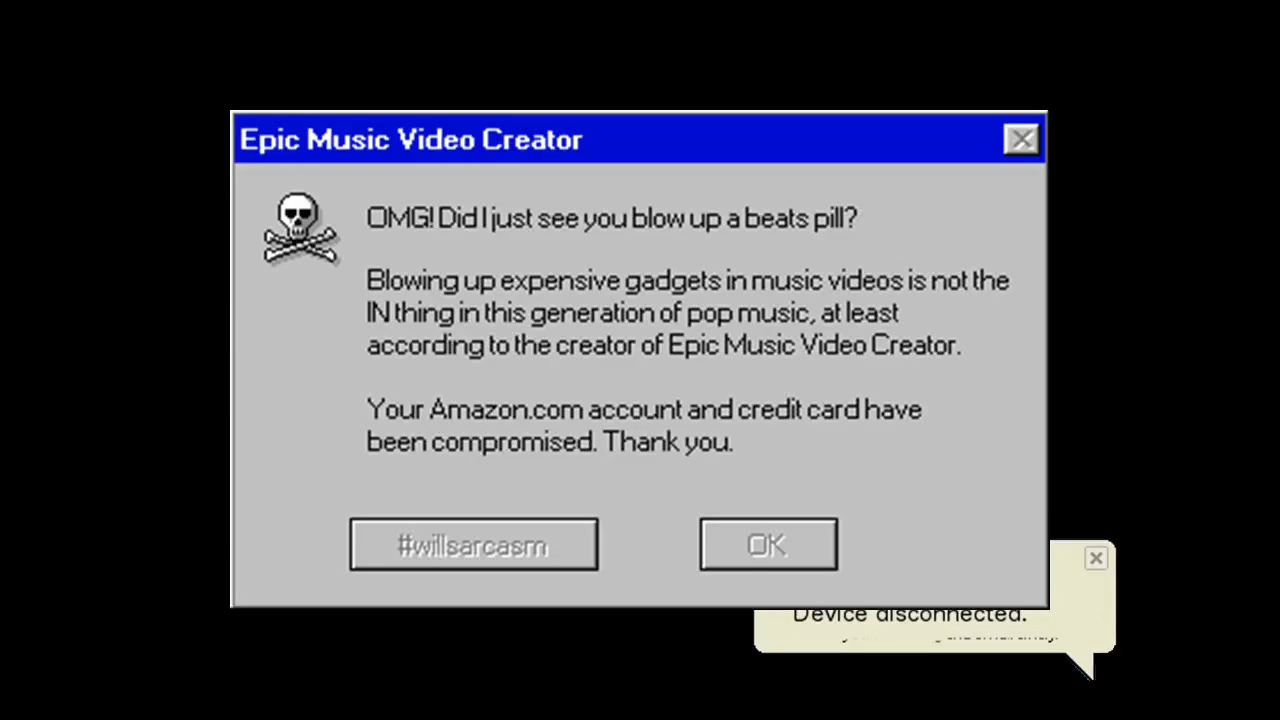 Epic Music Video Creator
OMG! Did I just see you blow up a beats pill?
Blowing up expensive gadgets in music videos is not the
IN thing in this generation of pop music, at least
according to the creator of Epic Music Video Creator.
Your Amazon.com account and credit card have
been compromised. Thank you.
#willsarcasm
OK
Device disconnected.